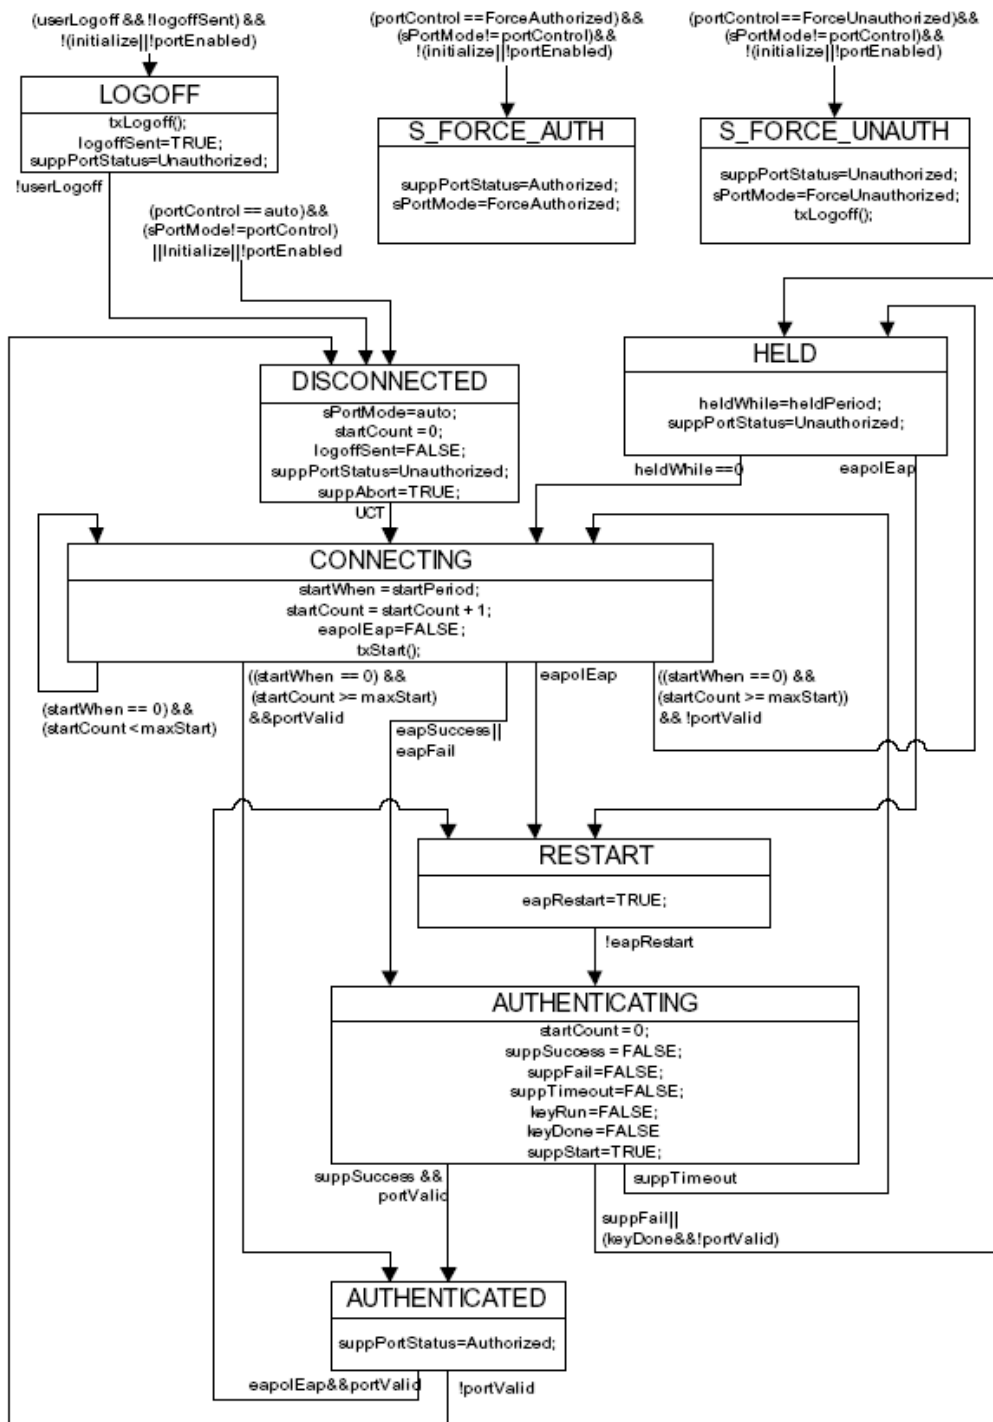 (userLogoff && !logoffSent) &&
!(initialize||!portEnabled)
LOGOFF
txLogoff();
logoffSent=TRUE;
suppPortStatus=Unauthorized;
!userLogoff
(portControl==ForceAuthorized)&&
(sPortMode!=portControl)&&
!(initialize||!portEnabled)
S_FORCE_AUTH
suppPortStatus=Authorized;
sPortMode=ForceAuthorized;
(portControl==ForceUnauthorized)&&
(sPortMode!=portControl)&&
!(initialize||!portEnabled)
S_FORCE_UNAUTH
suppPortStatus=Unauthorized;
sPortMode=ForceUnauthorized;
txLogoff();
(portControl == auto)&&
(sPortMode!=portControl)
||Initialize||!portEnabled
DISCONNECTED
sPortMode=auto;
startCount =0;
logoffSent=FALSE;
suppPortStatus=Unauthorized;
suppAbort=TRUE;
UCT
HELD
heldWhile=heldPeriod;
suppPortStatus=Unauthorized;
heldWhile==0
eapolEap
CONNECTING
startWhen =startPeriod;
startCount = startCount + 1;
eapolEap=FALSE;
txStart();
(startWhen == 0) &&
(startCount <maxStart)
((startWhen == 0) &&
(startCount >= maxStart)
&&portValid
eapSuccess||
eapFail
eapolEap
((startWhen == 0) &&
(startCount >= maxStart))
&& !portValid
RESTART
eapRestart=TRUE;
!eapRestart
AUTHENTICATING
startCount = 0;
suppSuccess = FALSE;
suppFail=FALSE;
suppTimeout=FALSE;
keyRun=FALSE;
keyDone=FALSE
suppStart=TRUE;
suppSuccess &&
portValid
suppTimeout
suppFail||
(keyDone&&!portValid)
AUTHENTICATED
suppPortStatus=Authorized;
eapolEap&&portValid
!portValid